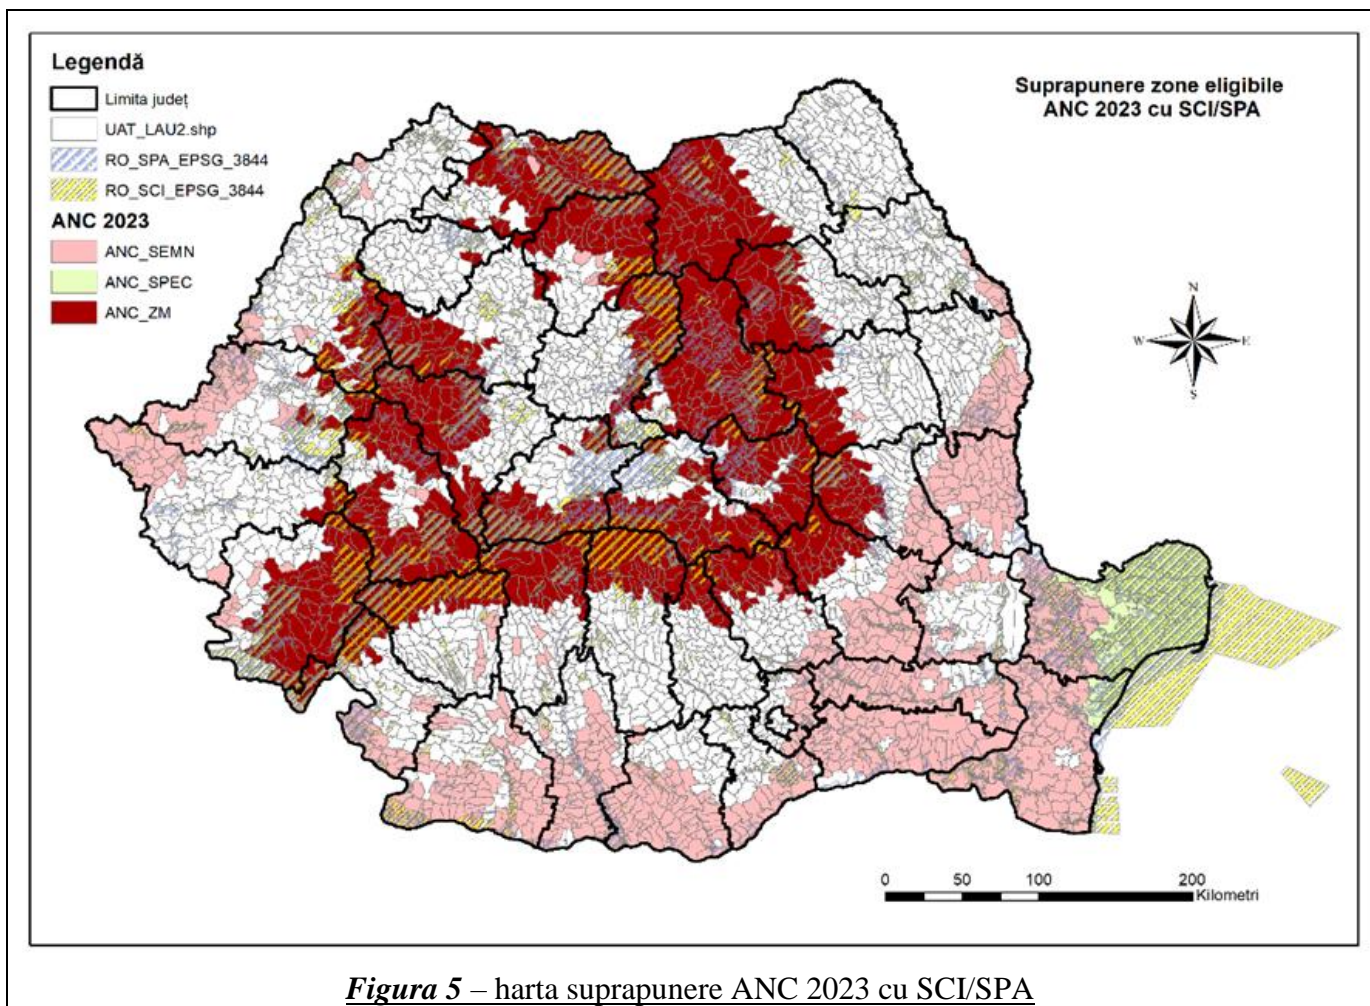 Legendă
Limita județ
UAT_LAU2.shp
RO_SPA_EPSG_3844
RO_SCI_EPSG_3844
ANC 2023
ANC_SEMN
ANC_SPEC
ANC_ZM
Suprapunere zone eligibile
ANC 2023 cu SCI/SPA
N
W E
S
0 50 100 200
Kilometri
Figura 5 – harta suprapunere ANC 2023 cu SCI/SPA